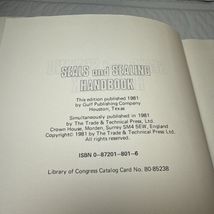 SEALS and SEALING
HANDBOOK
This edition published 1981
by Gulf Publishing Company
Houston, Texas
Simultaneously published in 1981
by The Trade & Technical Press Ltd.
Crown House, Morden, Surrey SM4 5EW, England
Copyright© 1981 by The Trade & Technical Press Ltd.
All rights reserved.
ISBN 0-87201-801-6
Library of Congress Catalog Card No. 80-85238